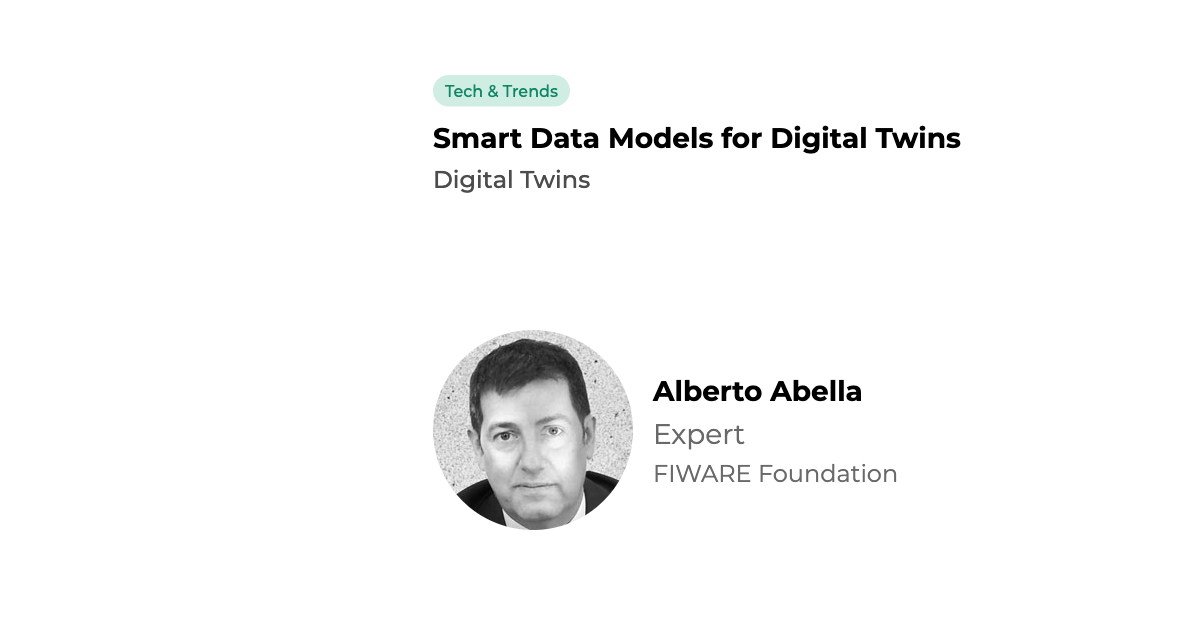 Tech & Trends
Smart Data Models for Digital Twins
Digital Twins
Alberto Abella
Expert
FIWARE Foundation